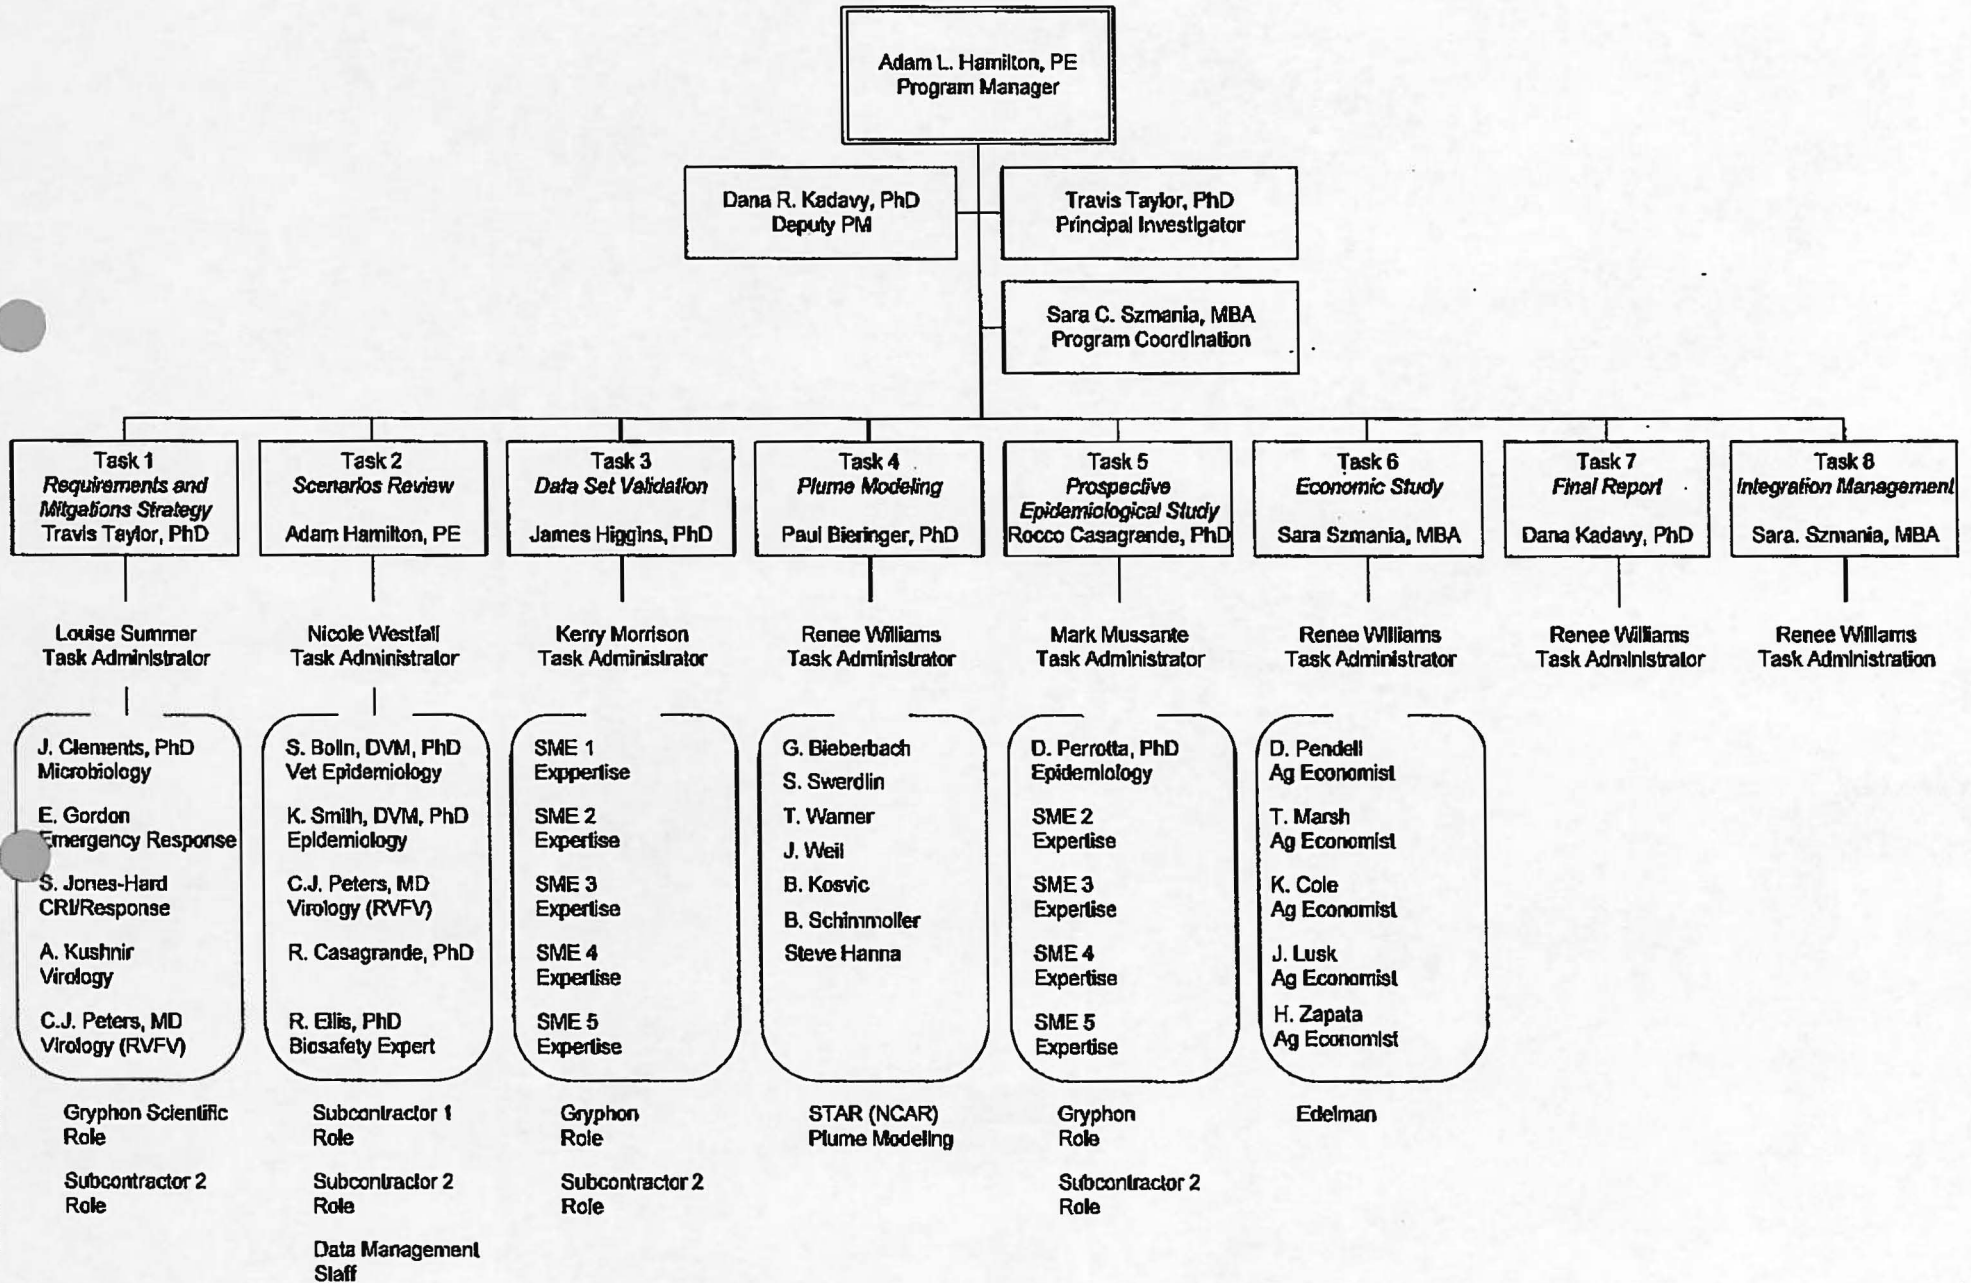 Adam L. Hamilton, PE
Program Manager
Dana R. Kadavy, PhD
Deputy PM
Travis Taylor, PhD
Principal Investigator
Sara C. Szmania, MBA
Program Coordination
Task 1
Requirements and
Mitgations Strategy
Travis Taylor, PhD
Task 2
Scenarios Review
Adam Hamilton, PE
Task 3
Data Set Validation
James Higgins, PhD
Task 4
Plume Modeling
Paul Bieringer, PhD
Task 5
Prospective
Epidemiological Study
Rocco Casagrande, PhD
Task 6
Economic Study
Sara Szmania, MBA
Task 7
Final Report
Dana Kadavy, PhD
Task 8
Integration Management
Sara. Szmania, MBA
Louise Summer
Task Administrator
Nicole Westfall
Task Administrator
Kerry Morrison
Task Administrator
Renee Williams
Task Administrator
Mark Mussante
Task Administrator
Renee Williams
Task Administrator
Renee Williams
Task Administrator
Renee Williams
Task Administration
J. Clements, PhD
Microbiology
E. Gordon
Emergency Response
S. Jones-Hard
CRI/Response
A. Kushnir
Virology
C.J. Peters, MD
Virology (RVFV)
S. Bolin, DVM, PhD
Vet Epidemiology
K. Smith, DVM, PhD
Epidemiology
C.J. Peters, MD
Virology (RVFV)
R. Casagrande, PhD
R. Ellis, PhD
Biosafety Expert
SME 1
Exppertise
SME 2
Expertise
SME 3
Expertise
SME 4
Expertise
SME 5
Expertise
G. Bieberbach
S. Swerdlin
T. Warner
J. Weil
B. Kosvic
B. Schimmoller
Steve Hanna
D. Perrotta, PhD
Epidemiology
SME 2
Expertise
SME 3
Expertise
SME 4
Expertise
SME 5
Expertise
D. Pendell
Ag Economist
T. Marsh
Ag Economist
K. Cole
Ag Economist
J. Lusk
Ag Economist
H. Zapata
Ag Economist
Gryphon Scientific
Role
Subcontractor 2
Role
Subcontractor 1
Role
Subcontractor 2
Role
Data Management
Staff
Gryphon
Role
Subcontractor 2
Role
STAR (NCAR)
Plume Modeling
Gryphon
Role
Subcontractor 2
Role
Edelman